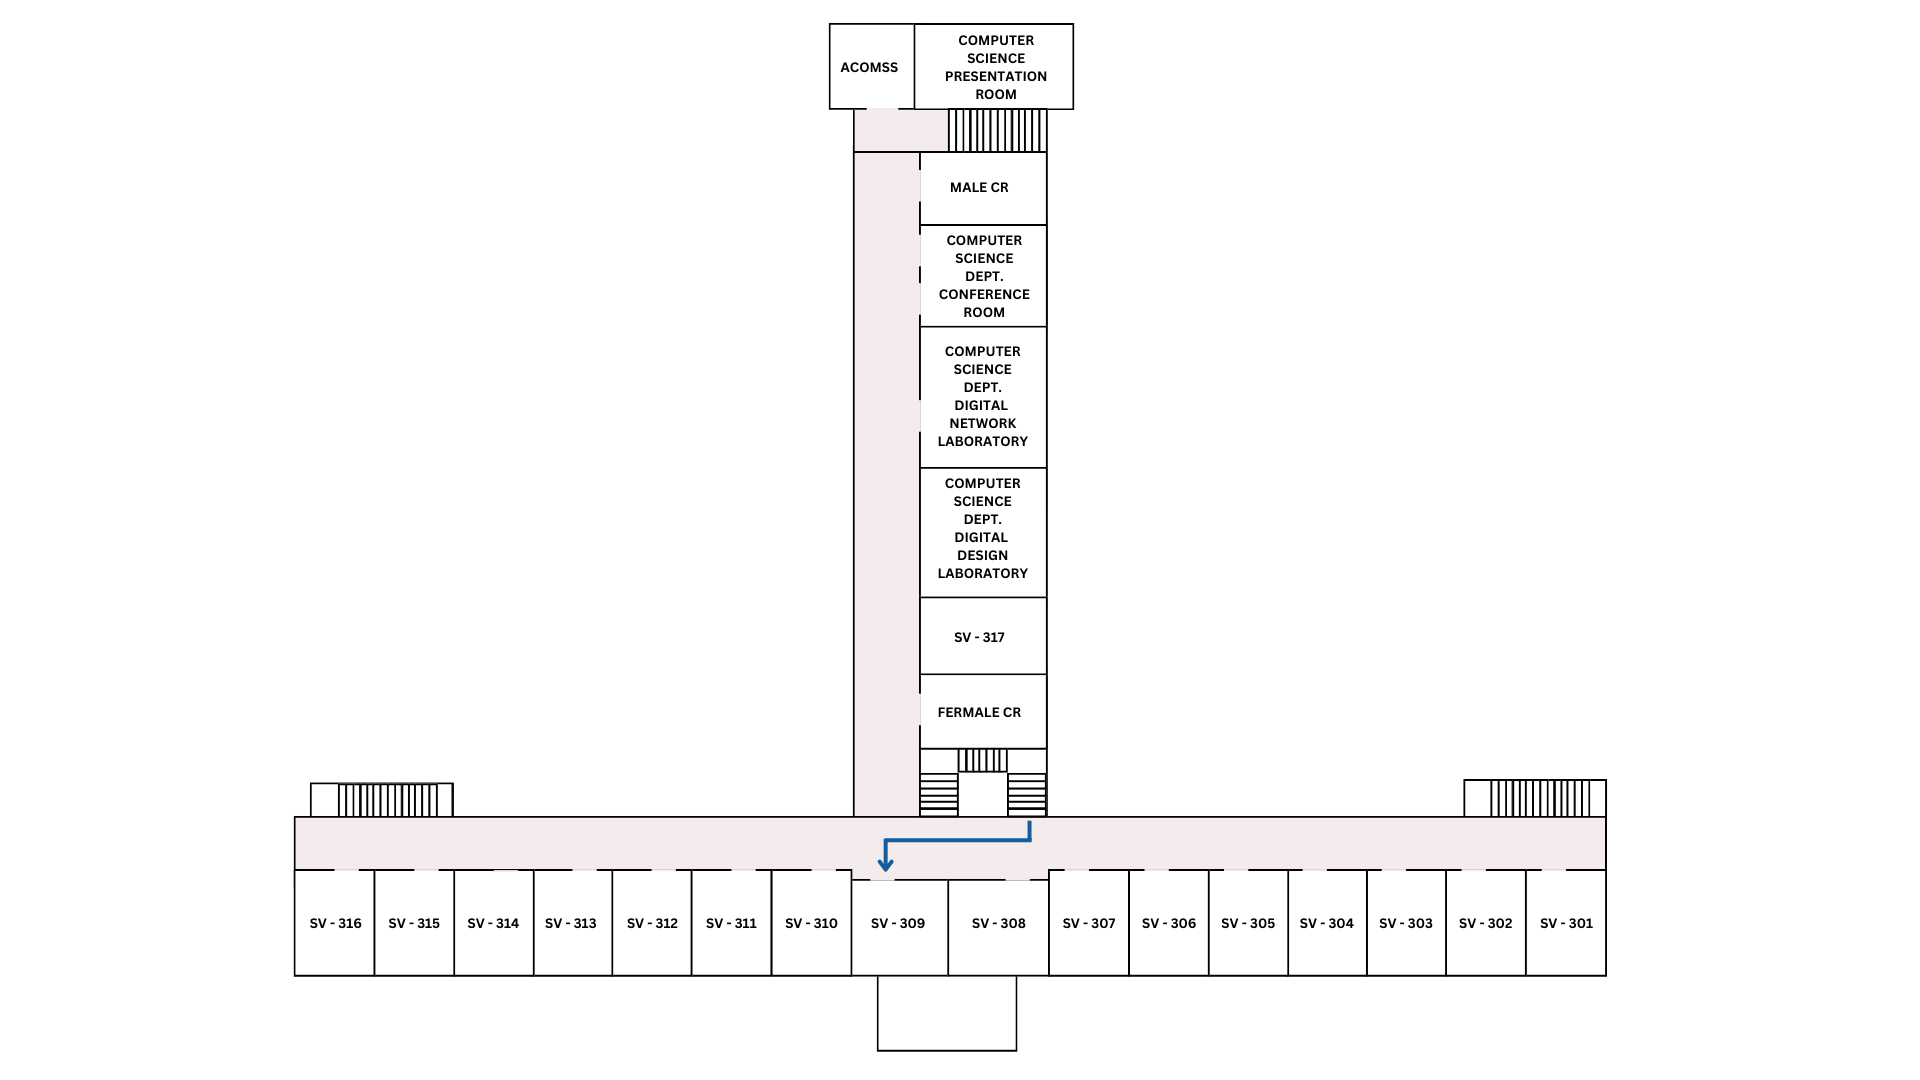 ACOMSS
COMPUTER
SCIENCE
PRESENTATION
ROOM
MALE CR
COMPUTER
SCIENCE
DEPT.
CONFERENCE
ROOM
COMPUTER
SCIENCE
DEPT.
DIGITAL
NETWORK
LABORATORY
COMPUTER
SCIENCE
DEPT.
DIGITAL
DESIGN
LABORATORY
SV - 317
FERMALE CR
SV - 316
SV - 315
SV - 314
SV - 313
SV - 312
SV - 311
SV - 310
SV - 309
SV - 308
SV - 307
SV - 306
SV - 305
SV - 304
SV - 303
SV - 302
SV - 301